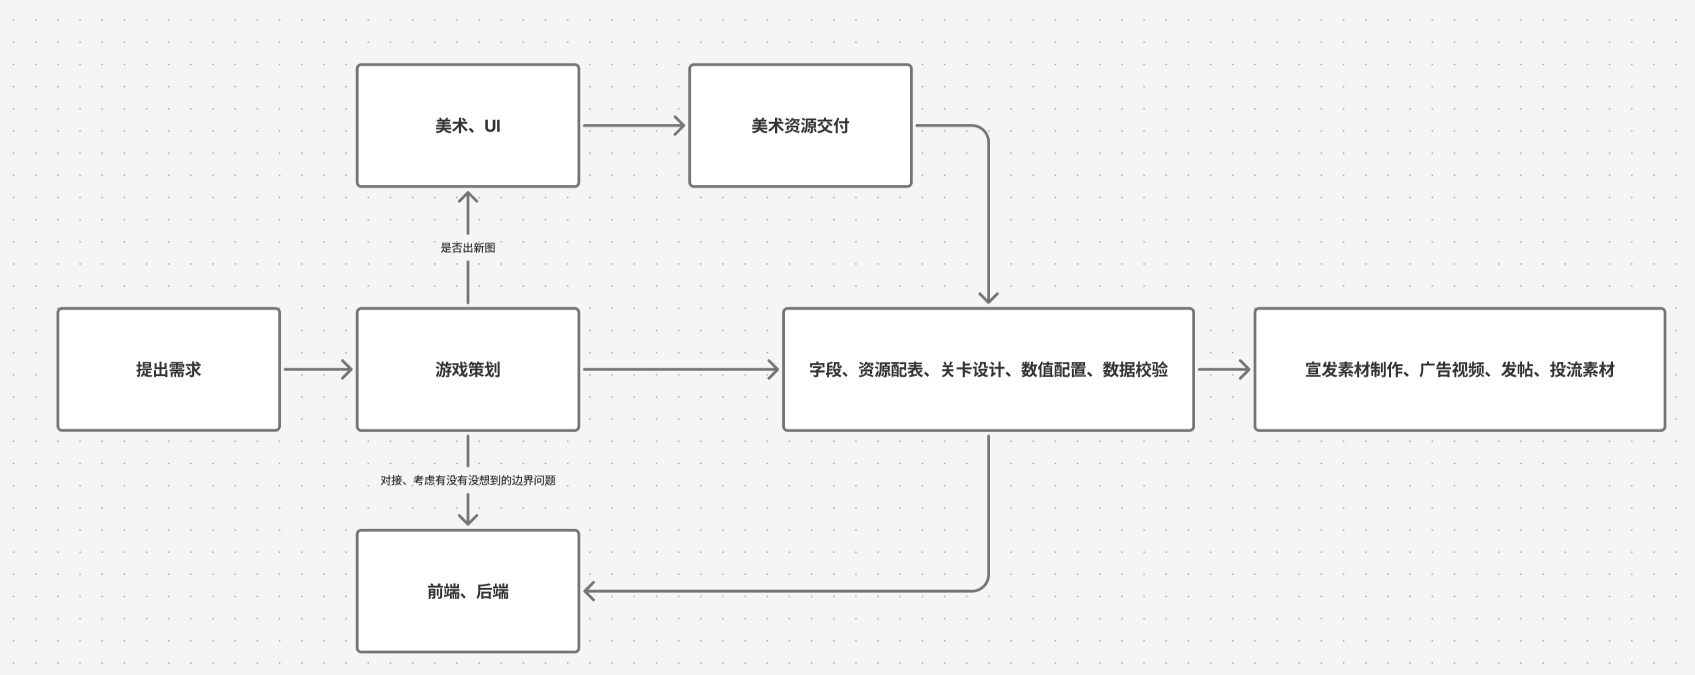 美术、UI
美术资源交付
是否出新图
提出需求
游戏策划
字段、资源配表、关卡设计、数值配置、数据校验
宣发素材制作、广告视频、发帖、投流素材
对接、考虑有没有没想到的边界问题
前端、后端